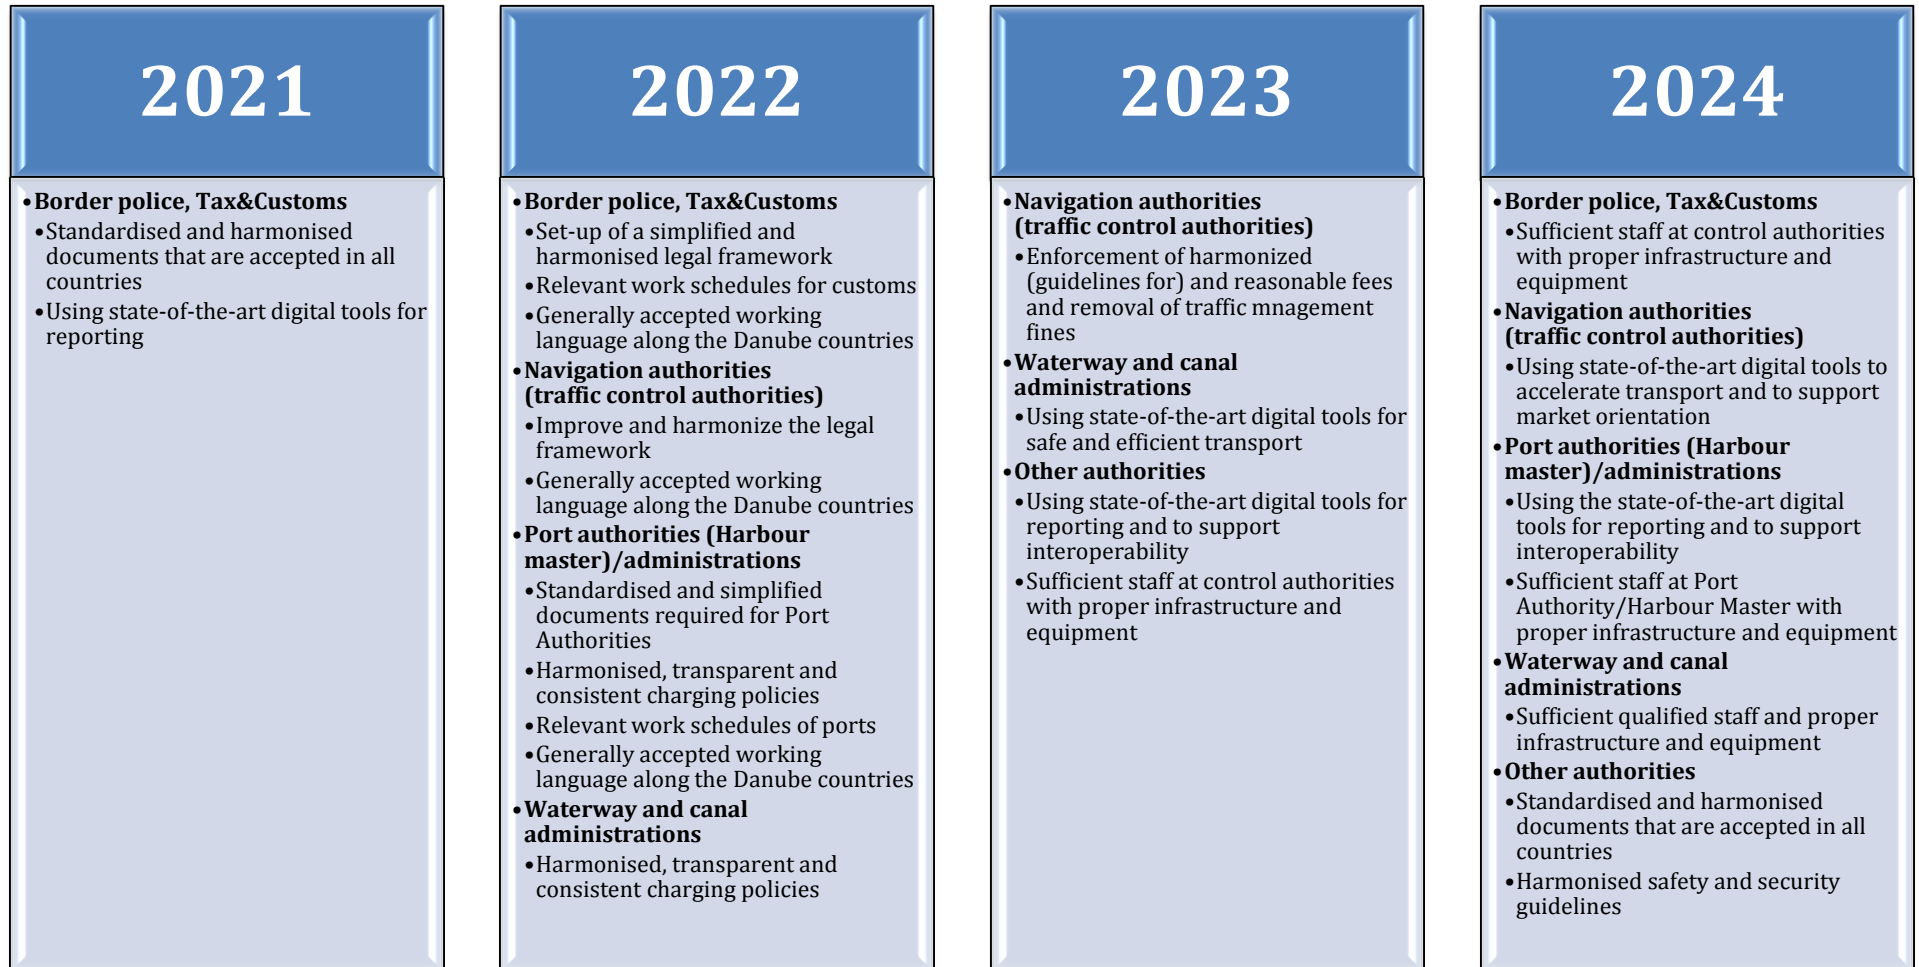 2021
•Border police, Tax&Customs
•Standardised and harmonised
documents that are accepted in all
countries
•Using state-of-the-art digital tools for
reporting
2022
•Border police, Tax&Customs
•Set-up of a simplified and
harmonised legal framework
•Relevant work schedules for customs
•Generally accepted working
language along the Danube countries
•Navigation authorities
(traffic control authorities)
•Improve and harmonize the legal
framework
•Generally accepted working
language along the Danube countries
•Port authorities (Harbour
master)/administrations
•Standardised and simplified
documents required for Port
Authorities
•Harmonised, transparent and
consistent charging policies
•Relevant work schedules of ports
•Generally accepted working
language along the Danube countries
•Waterway and canal
administrations
•Harmonised, transparent and
consistent charging policies
2023
•Navigation authorities
(traffic control authorities)
•Enforcement of harmonized
(guidelines for) and reasonable fees
and removal of traffic mnagement
fines
•Waterway and canal
administrations
•Using state-of-the-art digital tools for
safe and efficient transport
•Other authorities
•Using state-of-the-art digital tools for
reporting and to support
interoperability
•Sufficient staff at control authorities
with proper infrastructure and
equipment
2024
•Border police, Tax&Customs
•Sufficient staff at control authorities
with proper infrastructure and
equipment
•Navigation authorities
(traffic control authorities)
•Using state-of-the-art digital tools to
accelerate transport and to support
market orientation
•Port authorities (Harbour
master)/administrations
•Using the state-of-the-art digital
tools for reporting and to support
interoperability
•Sufficient staff at Port
Authority/Harbour Master with
proper infrastructure and equipment
•Waterway and canal
administrations
•Sufficient qualified staff and proper
infrastructure and equipment
•Other authorities
•Standardised and harmonised
documents that are accepted in all
countries
•Harmonised safety and security
guidelines